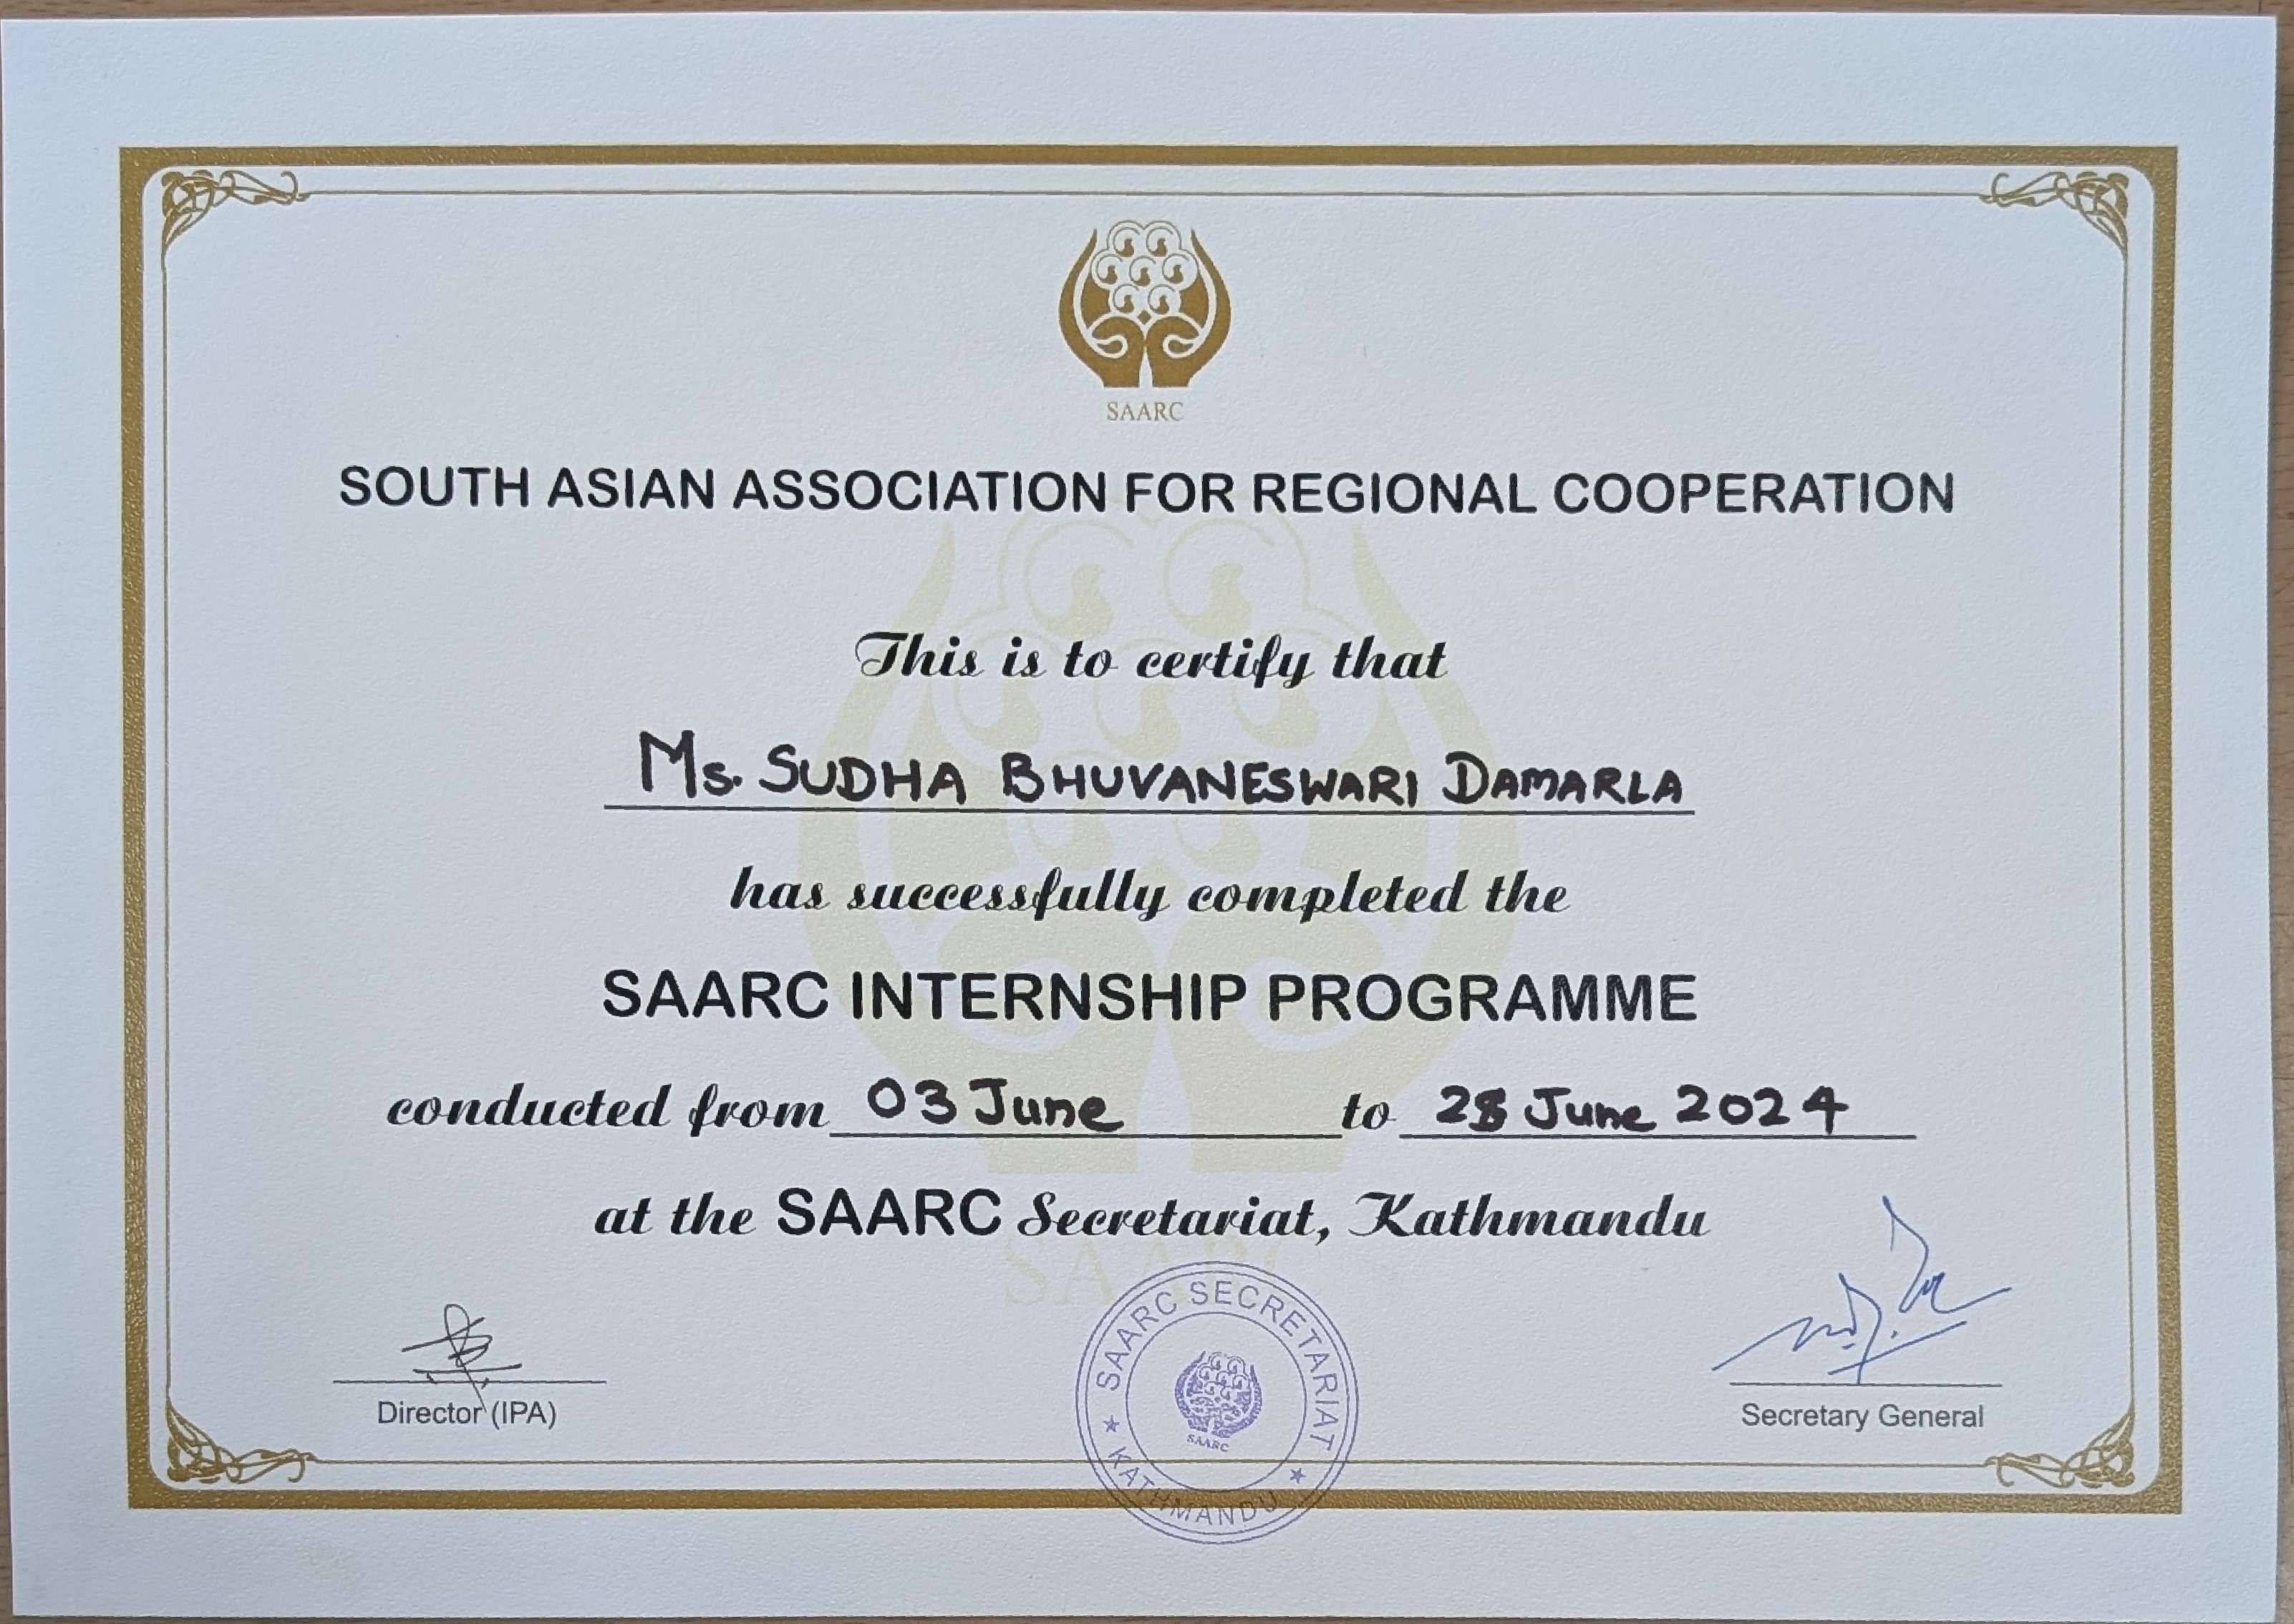 SAARC
SOUTH ASIAN ASSOCIATION FOR REGIONAL COOPERATION
This is to certify that
Ms. SUDHA BHUVANESWARI DAMARLA
has successfully completed the
SAARC INTERNSHIP PROGRAMME
conducted from 03 June to 28 June 2024
at the SAARC Secretariat, Kathmandu
SAARC
Director (IPA)
SAARC SECRETARIAT
SAARC
★ KATHMANDU ★
Secretary General